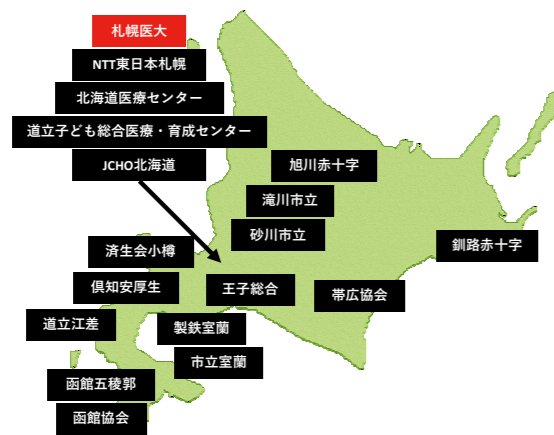 札幌医大
NTT東日本札幌
北海道医療センター
道立子ども総合医療・育成センター
JCHO北海道
旭川赤十字
滝川市立
砂川市立
釧路赤十字
済生会小樽
倶知安厚生
王子総合
帯広協会
道立江差
製鉄室蘭
市立室蘭
函館五稜郭
函館協会